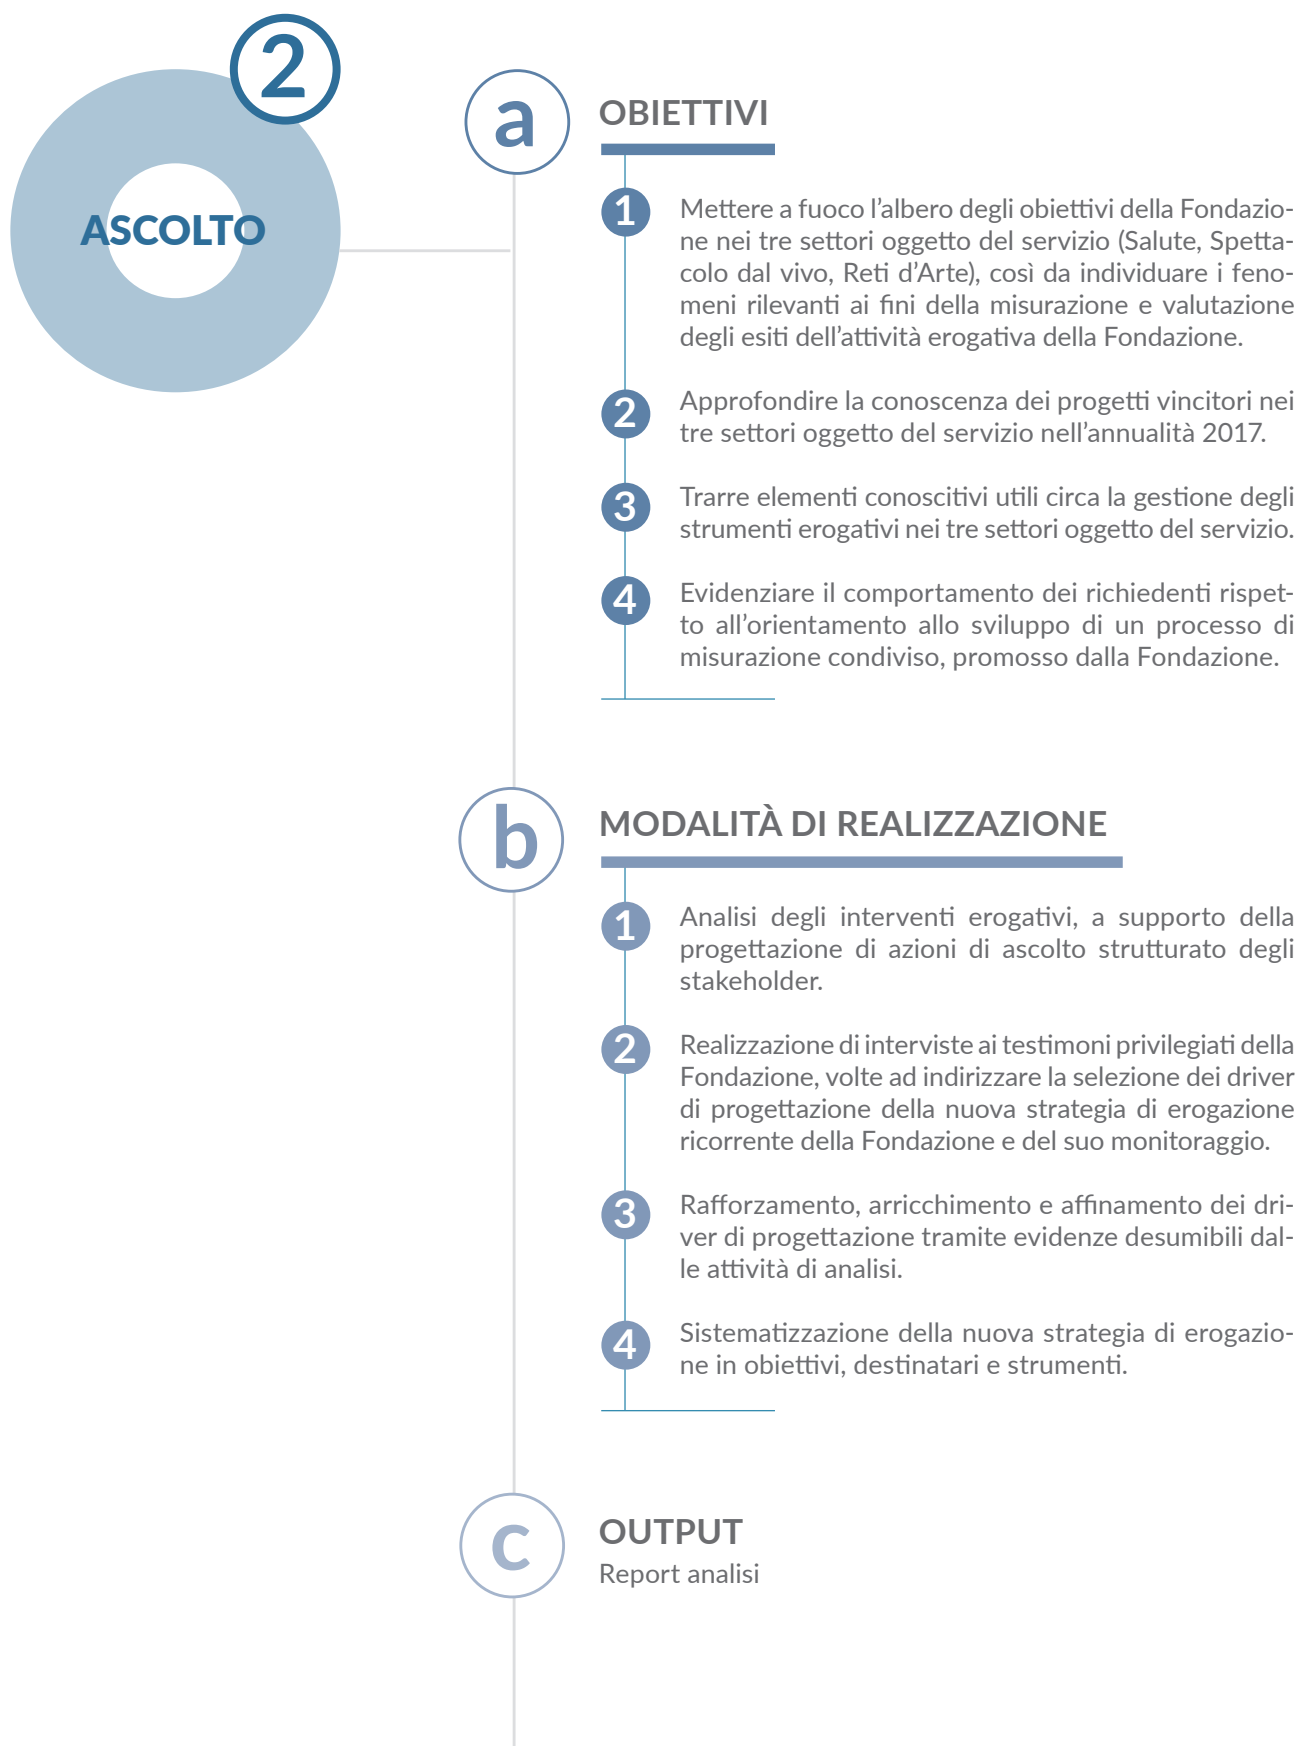 2
ASCOLTO
a
OBIETTIVI
1
Mettere a fuoco l’albero degli obiettivi della Fondazio-
ne nei tre settori oggetto del servizio (Salute, Spetta-
colo dal vivo, Reti d’Arte), così da individuare i feno-
meni rilevanti ai fini della misurazione e valutazione
degli esiti dell’attività erogativa della Fondazione.
2
Approfondire la conoscenza dei progetti vincitori nei
tre settori oggetto del servizio nell’annualità 2017.
3
Trarre elementi conoscitivi utili circa la gestione degli
strumenti erogativi nei tre settori oggetto del servizio.
4
Evidenziare il comportamento dei richiedenti rispet-
to all’orientamento allo sviluppo di un processo di
misurazione condiviso, promosso dalla Fondazione.
b
MODALITÀ DI REALIZZAZIONE
1
Analisi degli interventi erogativi, a supporto della
progettazione di azioni di ascolto strutturato degli
stakeholder.
2
Realizzazione di interviste ai testimoni privilegiati della
Fondazione, volte ad indirizzare la selezione dei driver
di progettazione della nuova strategia di erogazione
ricorrente della Fondazione e del suo monitoraggio.
3
Rafforzamento, arricchimento e affinamento dei dri-
ver di progettazione tramite evidenze desumibili dal-
le attività di analisi.
4
Sistematizzazione della nuova strategia di erogazio-
ne in obiettivi, destinatari e strumenti.
c
OUTPUT
Report analisi